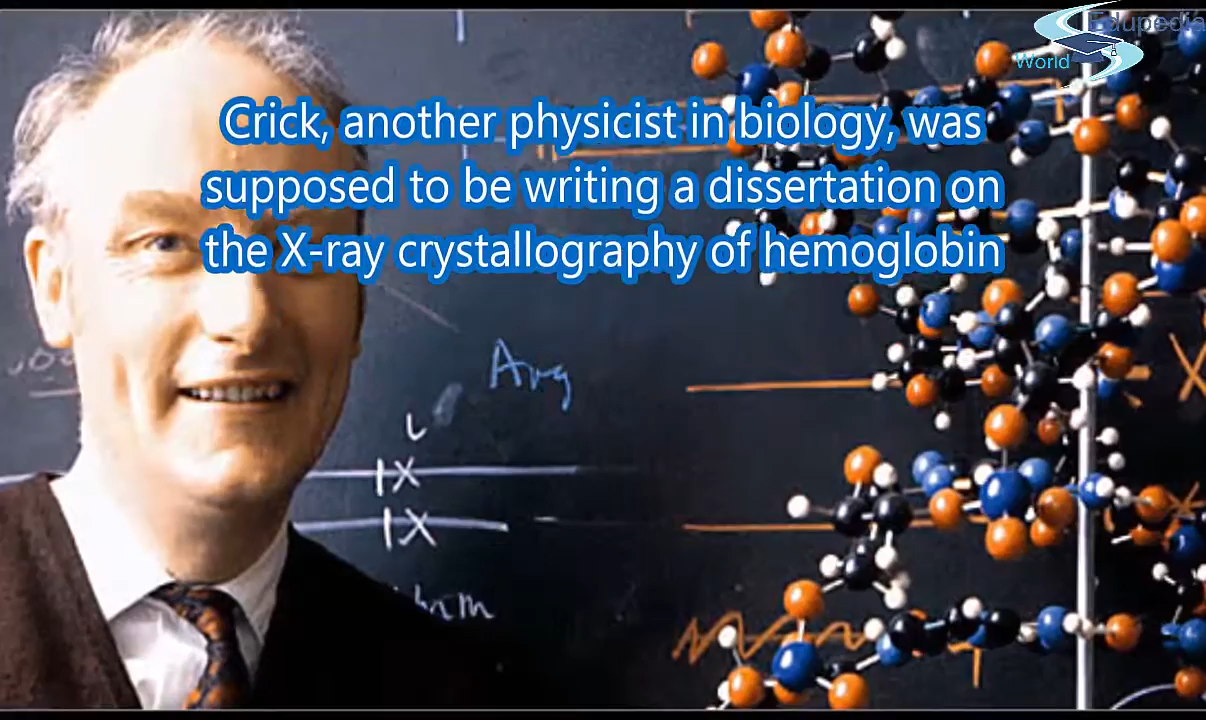 Edupedia
World
Crick, another physicist in biology, was
supposed to be writing a dissertation on
the X-ray crystallography of hemoglobin
Arg
IX
IX